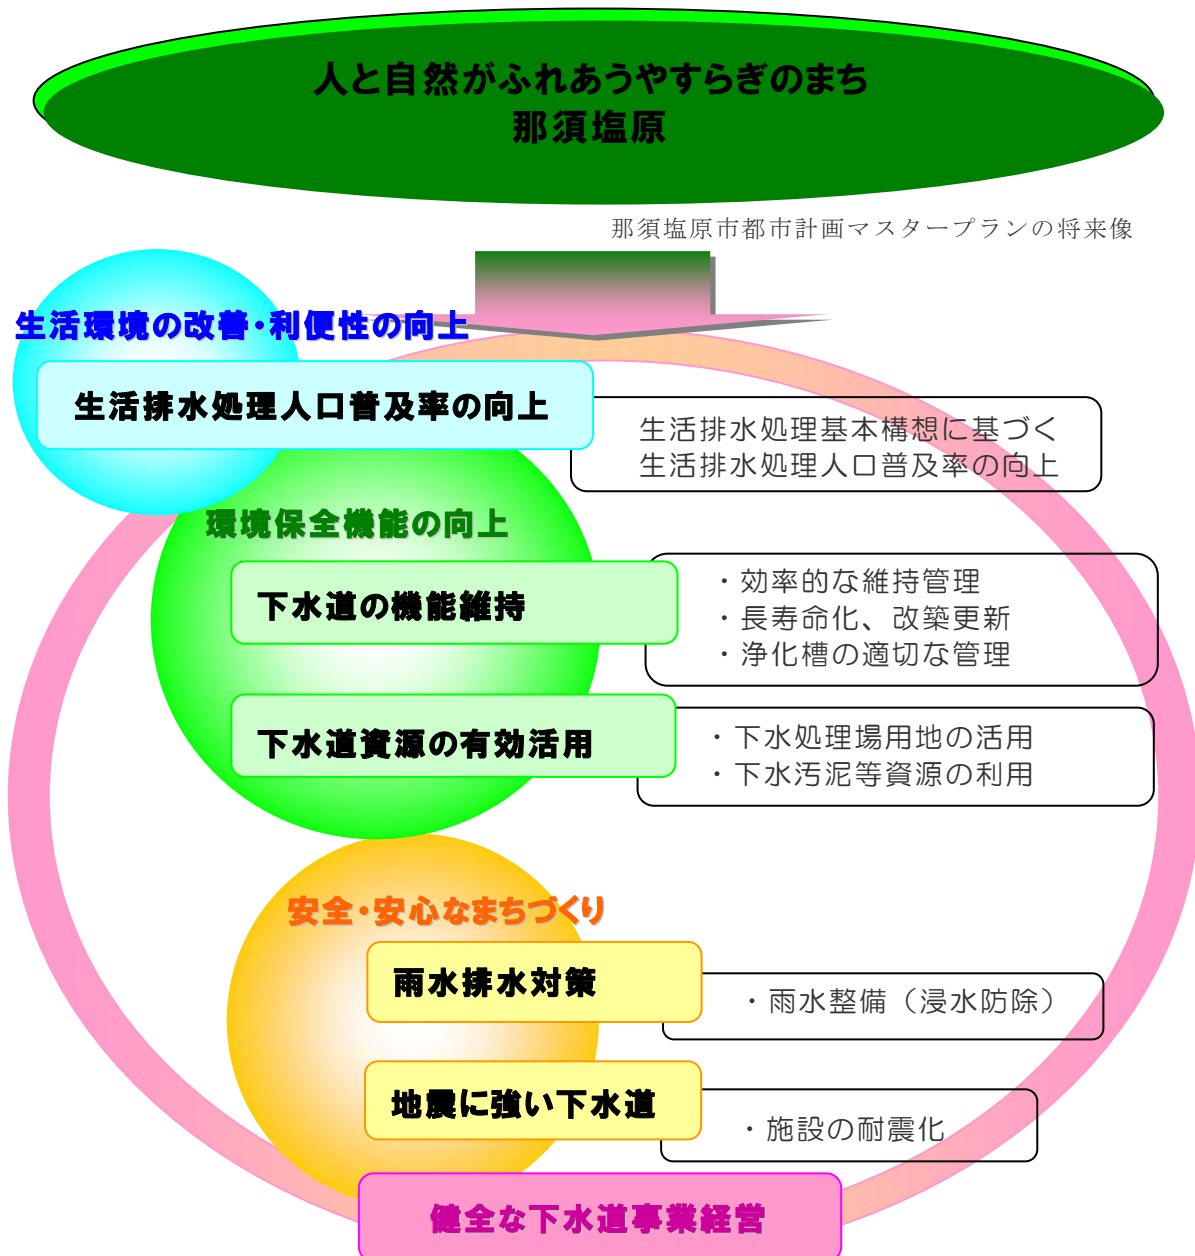 人と自然がふれあうやすらぎのまち
那須塩原
那須塩原市都市計画マスタープランの将来像
生活環境の改善・利便性の向上
生活排水処理人口普及率の向上
生活排水処理基本構想に基づく
生活排水処理人口普及率の向上
環境保全機能の向上
下水道の機能維持
・効率的な維持管理
・長寿命化、改築更新
・浄化槽の適切な管理
下水道資源の有効活用
・下水処理場用地の活用
・下水汚泥等資源の利用
安全・安心なまちづくり
雨水排水対策
・雨水整備（浸水防除）
地震に強い下水道
・施設の耐震化
健全な下水道事業経営